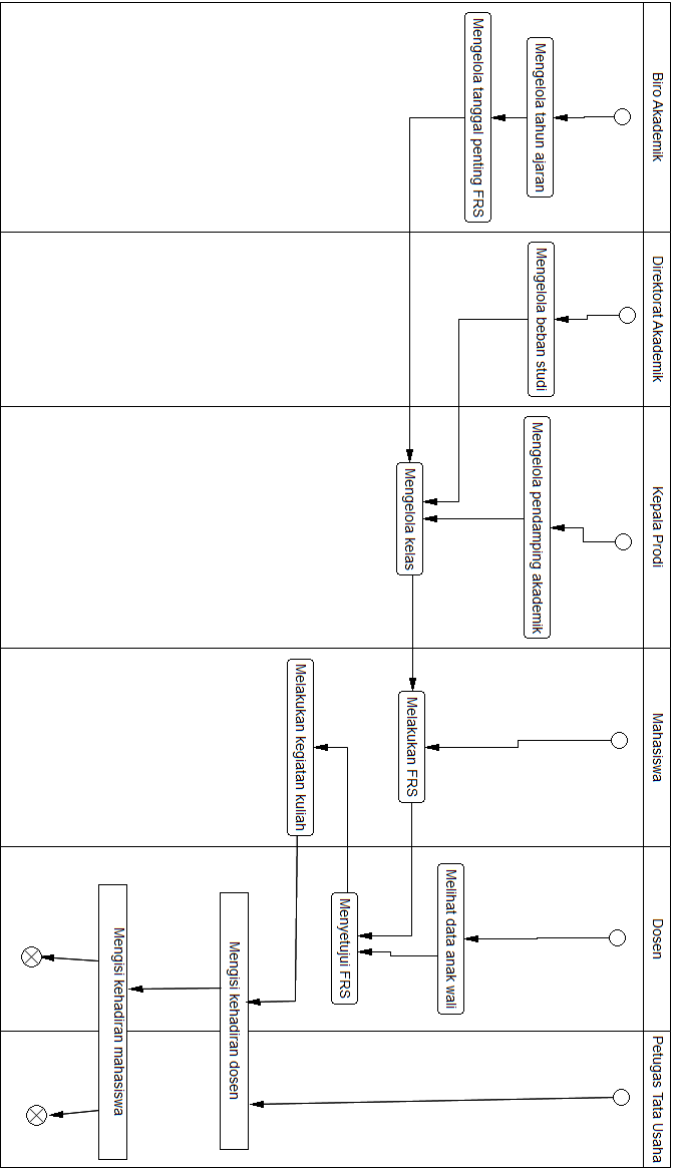 Biro Akademik
Direktorat Akademik
Kepala Prodi
Mahasiswa
Dosen
Petugas Tata Usaha
Mengelola tahun ajaran
Mengelola tanggal penting FRS
Mengelola beban studi
Mengelola pendamping akademik
Mengelola kelas
Melakukan FRS
Melihat data anak wali
Menyetujui FRS
Melakukan kegiatan kuliah
Mengisi kehadiran dosen
Mengisi kehadiran mahasiswa